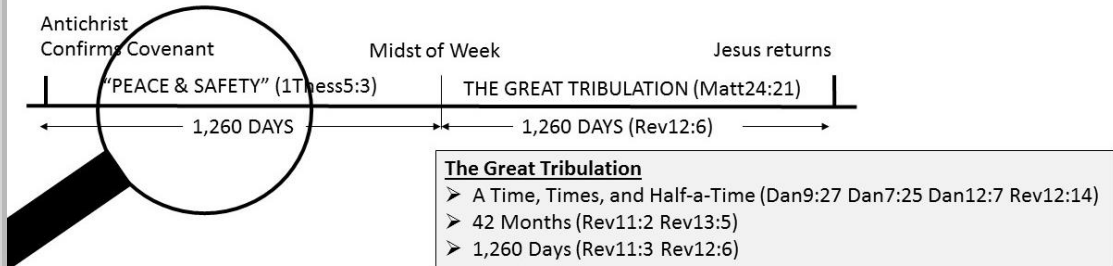 Antichrist
Confirms Covenant
Midst of Week
Jesus returns
“PEACE & SAFETY” (1Thess5:3)
THE GREAT TRIBULATION (Matt24:21)
1,260 DAYS
1,260 DAYS (Rev12:6)
The Great Tribulation
➢ A Time, Times, and Half-a-Time (Dan9:27 Dan7:25 Dan12:7 Rev12:14)
➢ 42 Months (Rev11:2 Rev13:5)
➢ 1,260 Days (Rev11:3 Rev12:6)